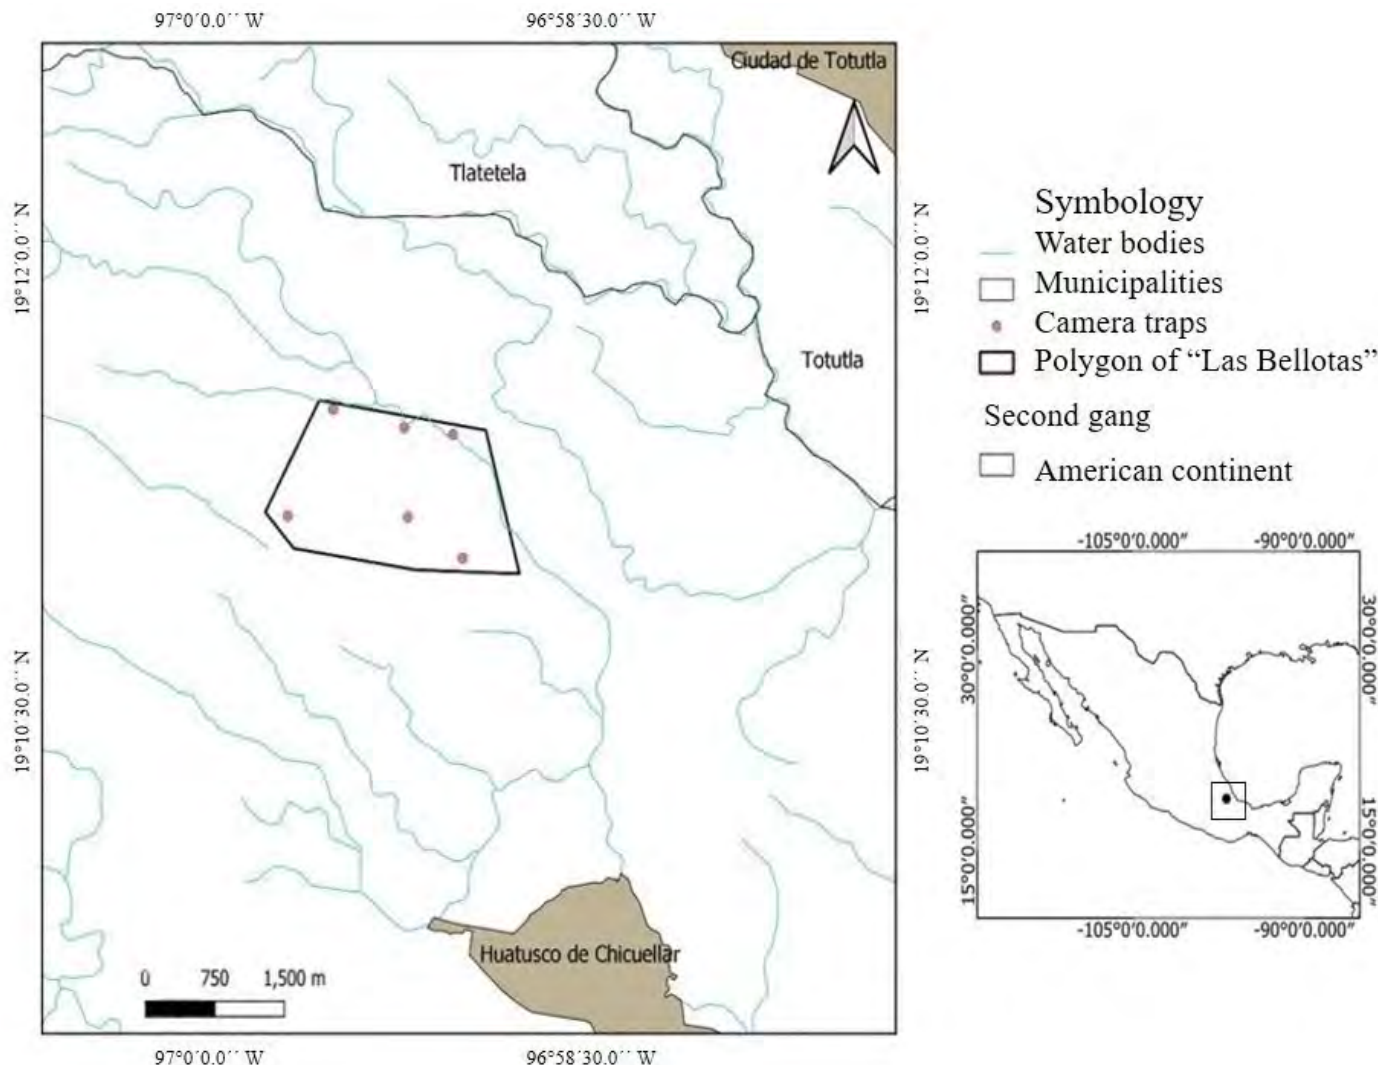 97°0´0.0´´ W
96°58´30.0´´ W
Ciudad de Totutla
Tlatetela
19°12´0.0´´ N
19°12´0.0´´ N
Totutla
19°10´30.0´´ N
19°10´30.0´´ N
Huatusco de Chicuellar
0 750 1,500 m
97°0´0.0´´ W
96°58´30.0´´ W
Symbology
Water bodies
Municipalities
Camera traps
Polygon of “Las Bellotas”
Second gang
American continent
-105°0′0.000″
-90°0′0.000″
30°0′0.000″
30°0′0.000″
15°0′0.000″
15°0′0.000″
-105°0′0.000″
-90°0′0.000″